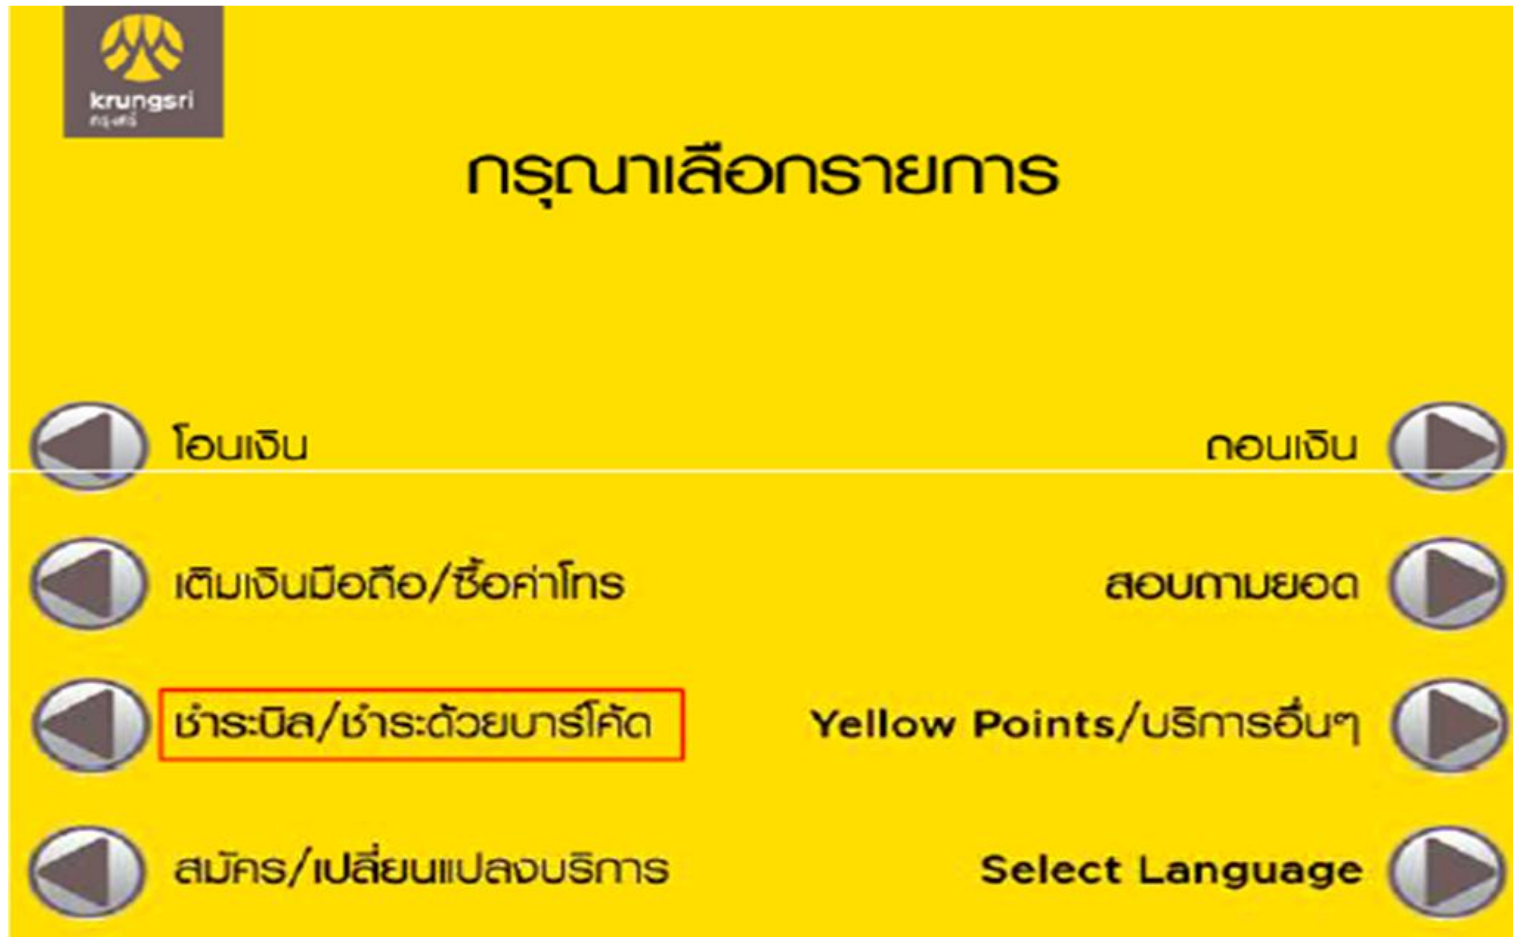 krungsri
กรุงศรี
กรุณาเลือกรายการ
โอนเงิน
ถอนเงิน
เติมเงินมือถือ/ซื้อค่าโทร
สอบถามยอด
ชำระบิล/ชำระด้วยบาร์โค้ด
Yellow Points/บริการอื่นๆ
สมัคร/เปลี่ยนแปลงบริการ
Select Language